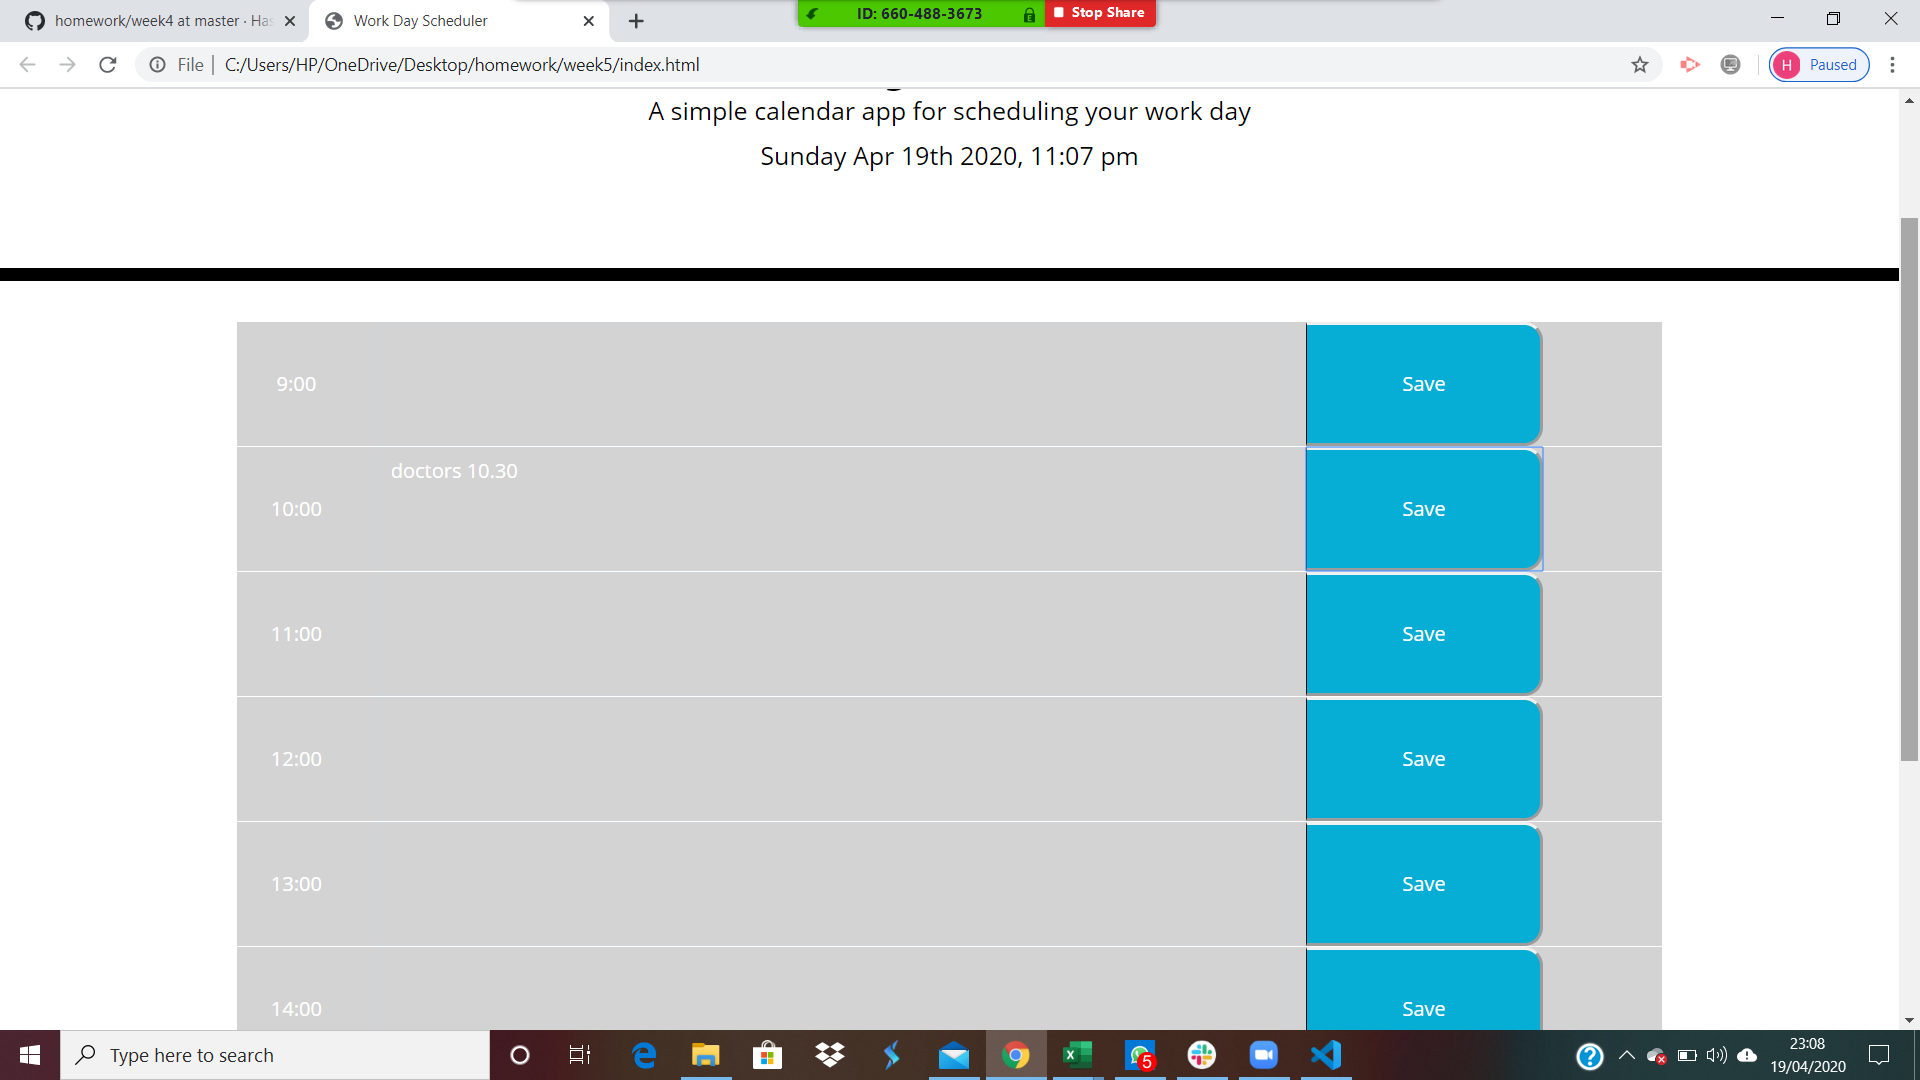 homework/week4 at master · Has
Work Day Scheduler
ID: 660-488-3673
Stop Share
File
C:/Users/HP/OneDrive/Desktop/homework/week5/index.html
H
Paused
A simple calendar app for scheduling your work day
Sunday Apr 19th 2020, 11:07 pm
9:00
Save
doctors 10.30
10:00
Save
11:00
Save
12:00
Save
13:00
Save
14:00
Save
Type here to search
5
23:08
19/04/2020